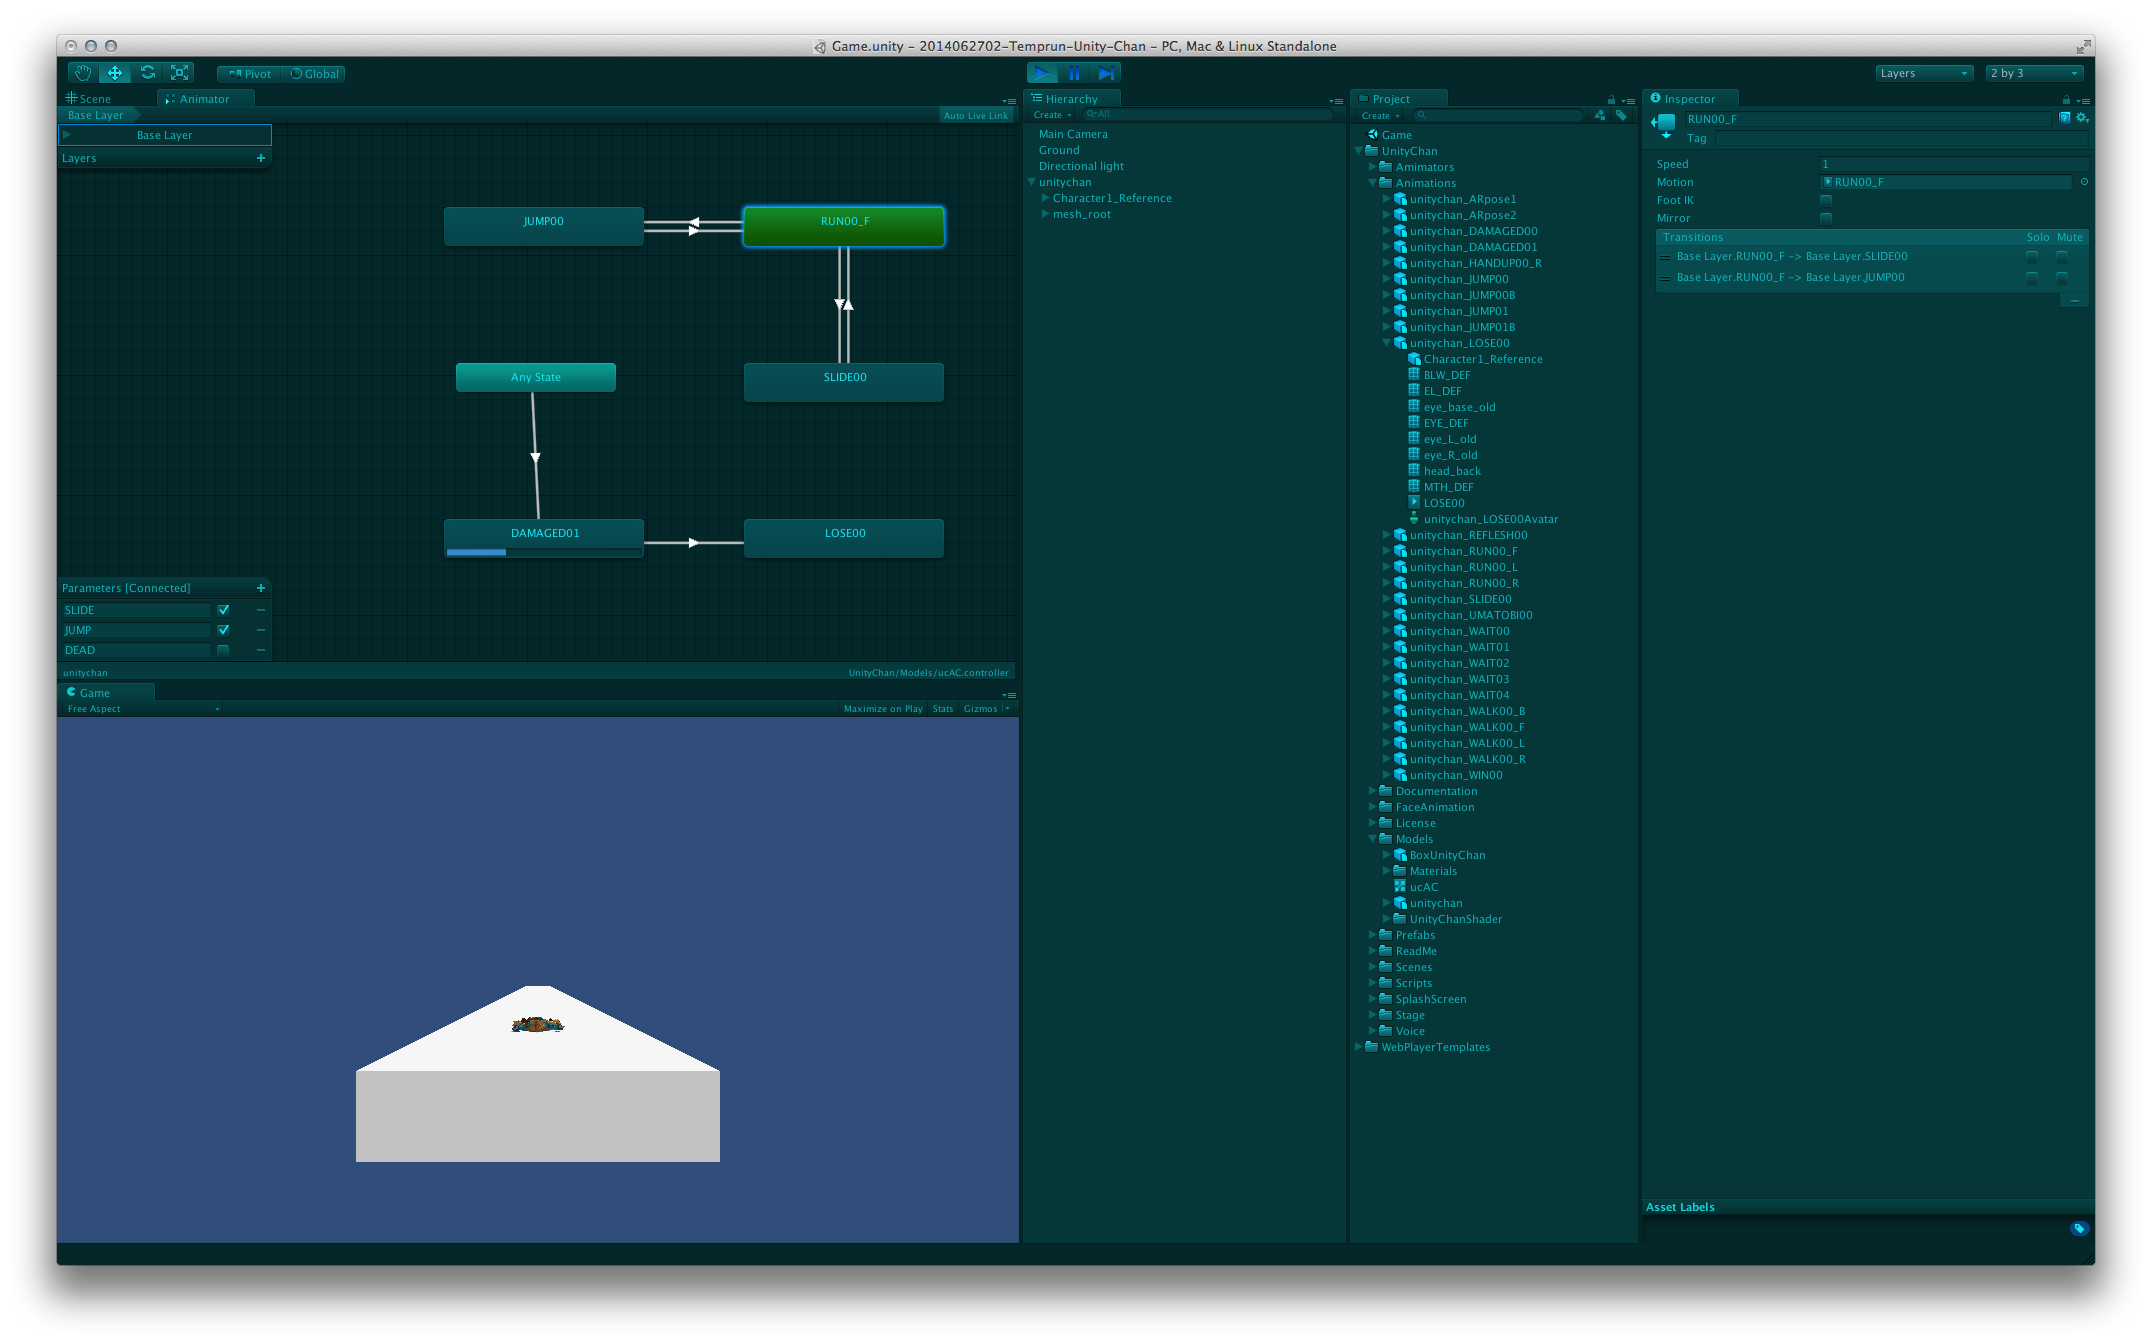 Game.unity – 2014062702-Temprun-Unity-Chan – PC, Mac & Linux Standalone
Pivot
Global
Layers
2 by 3
Scene
Animator
Base Layer
Auto Live Link
Base Layer
Layers
JUMP00
RUN00_F
Any State
SLIDE00
DAMAGED01
LOSE00
Parameters [Connected]
SLIDE
JUMP
DEAD
unitychan
UnityChan/Models/ucAC.controller
Game
Free Aspect
Maximize on Play
Stats
Gizmos
Hierarchy
Create
All
Main Camera
Ground
Directional light
unitychan
Character1_Reference
mesh_root
Project
Create
Game
UnityChan
Amimators
Animations
unitychan_ARpose1
unitychan_ARpose2
unitychan_DAMAGED00
unitychan_DAMAGED01
unitychan_HANDUP00_R
unitychan_JUMP00
unitychan_JUMP00B
unitychan_JUMP01
unitychan_JUMP01B
unitychan_LOSE00
Character1_Reference
BLW_DEF
EL_DEF
eye_base_old
EYE_DEF
eye_L_old
eye_R_old
head_back
MTH_DEF
LOSE00
unitychan_LOSE00Avatar
unitychan_REFLESH00
unitychan_RUN00_F
unitychan_RUN00_L
unitychan_RUN00_R
unitychan_SLIDE00
unitychan_UMATOBI00
unitychan_WAIT00
unitychan_WAIT01
unitychan_WAIT02
unitychan_WAIT03
unitychan_WAIT04
unitychan_WALK00_B
unitychan_WALK00_F
unitychan_WALK00_L
unitychan_WALK00_R
unitychan_WIN00
Documentation
FaceAnimation
License
Models
BoxUnityChan
Materials
ucAC
unitychan
UnityChanShader
Prefabs
ReadMe
Scenes
Scripts
SplashScreen
Stage
Voice
WebPlayerTemplates
Inspector
RUN00_F
Tag
Speed 1
Motion RUN00_F
Foot IK
Mirror
Transitions Solo Mute
Base Layer.RUN00_F -> Base Layer.SLIDE00
Base Layer.RUN00_F -> Base Layer.JUMP00
Asset Labels